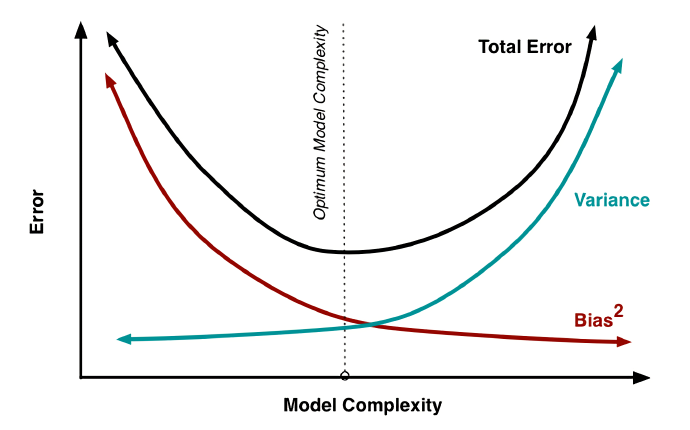 Optimum Model Complexity
Total Error
Error
Variance
Bias²
Model Complexity